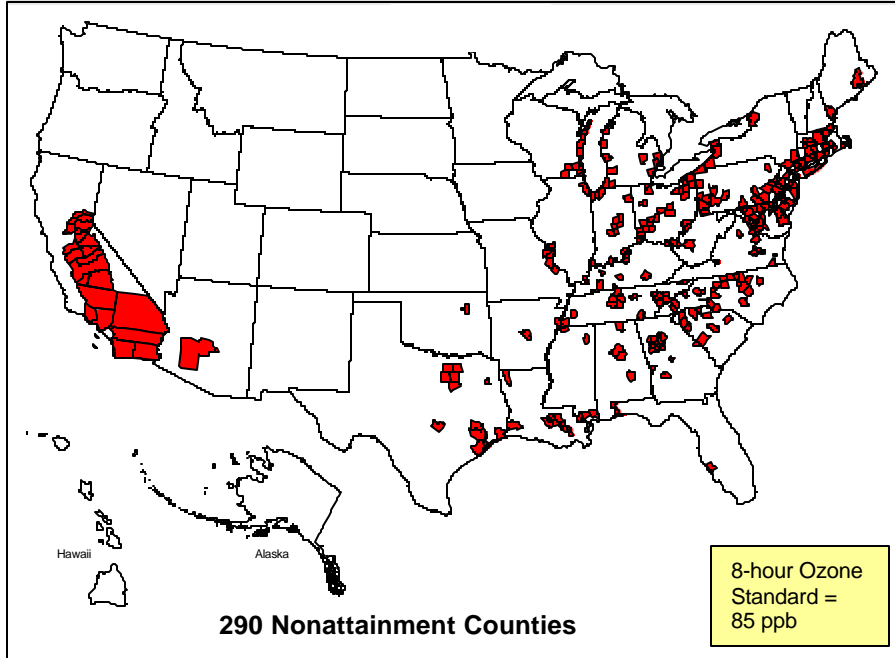 Hawaii
Alaska
290 Nonattainment Counties
8-hour Ozone
Standard =
85 ppb